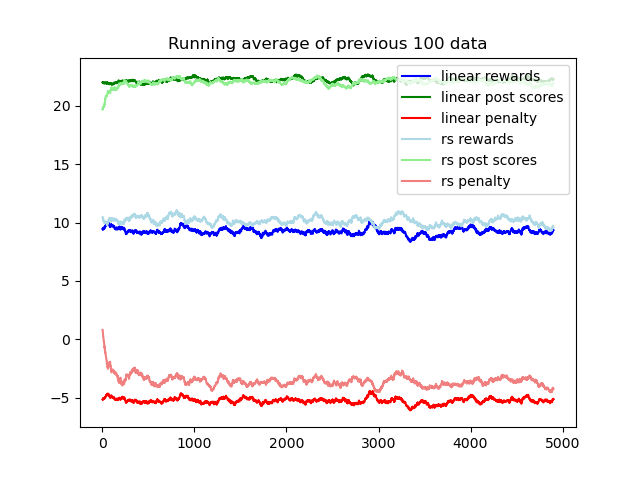 Running average of previous 100 data
linear rewards
linear post scores
linear penalty
rs rewards
rs post scores
rs penalty
20
15
10
5
0
−5
0
1000
2000
3000
4000
5000